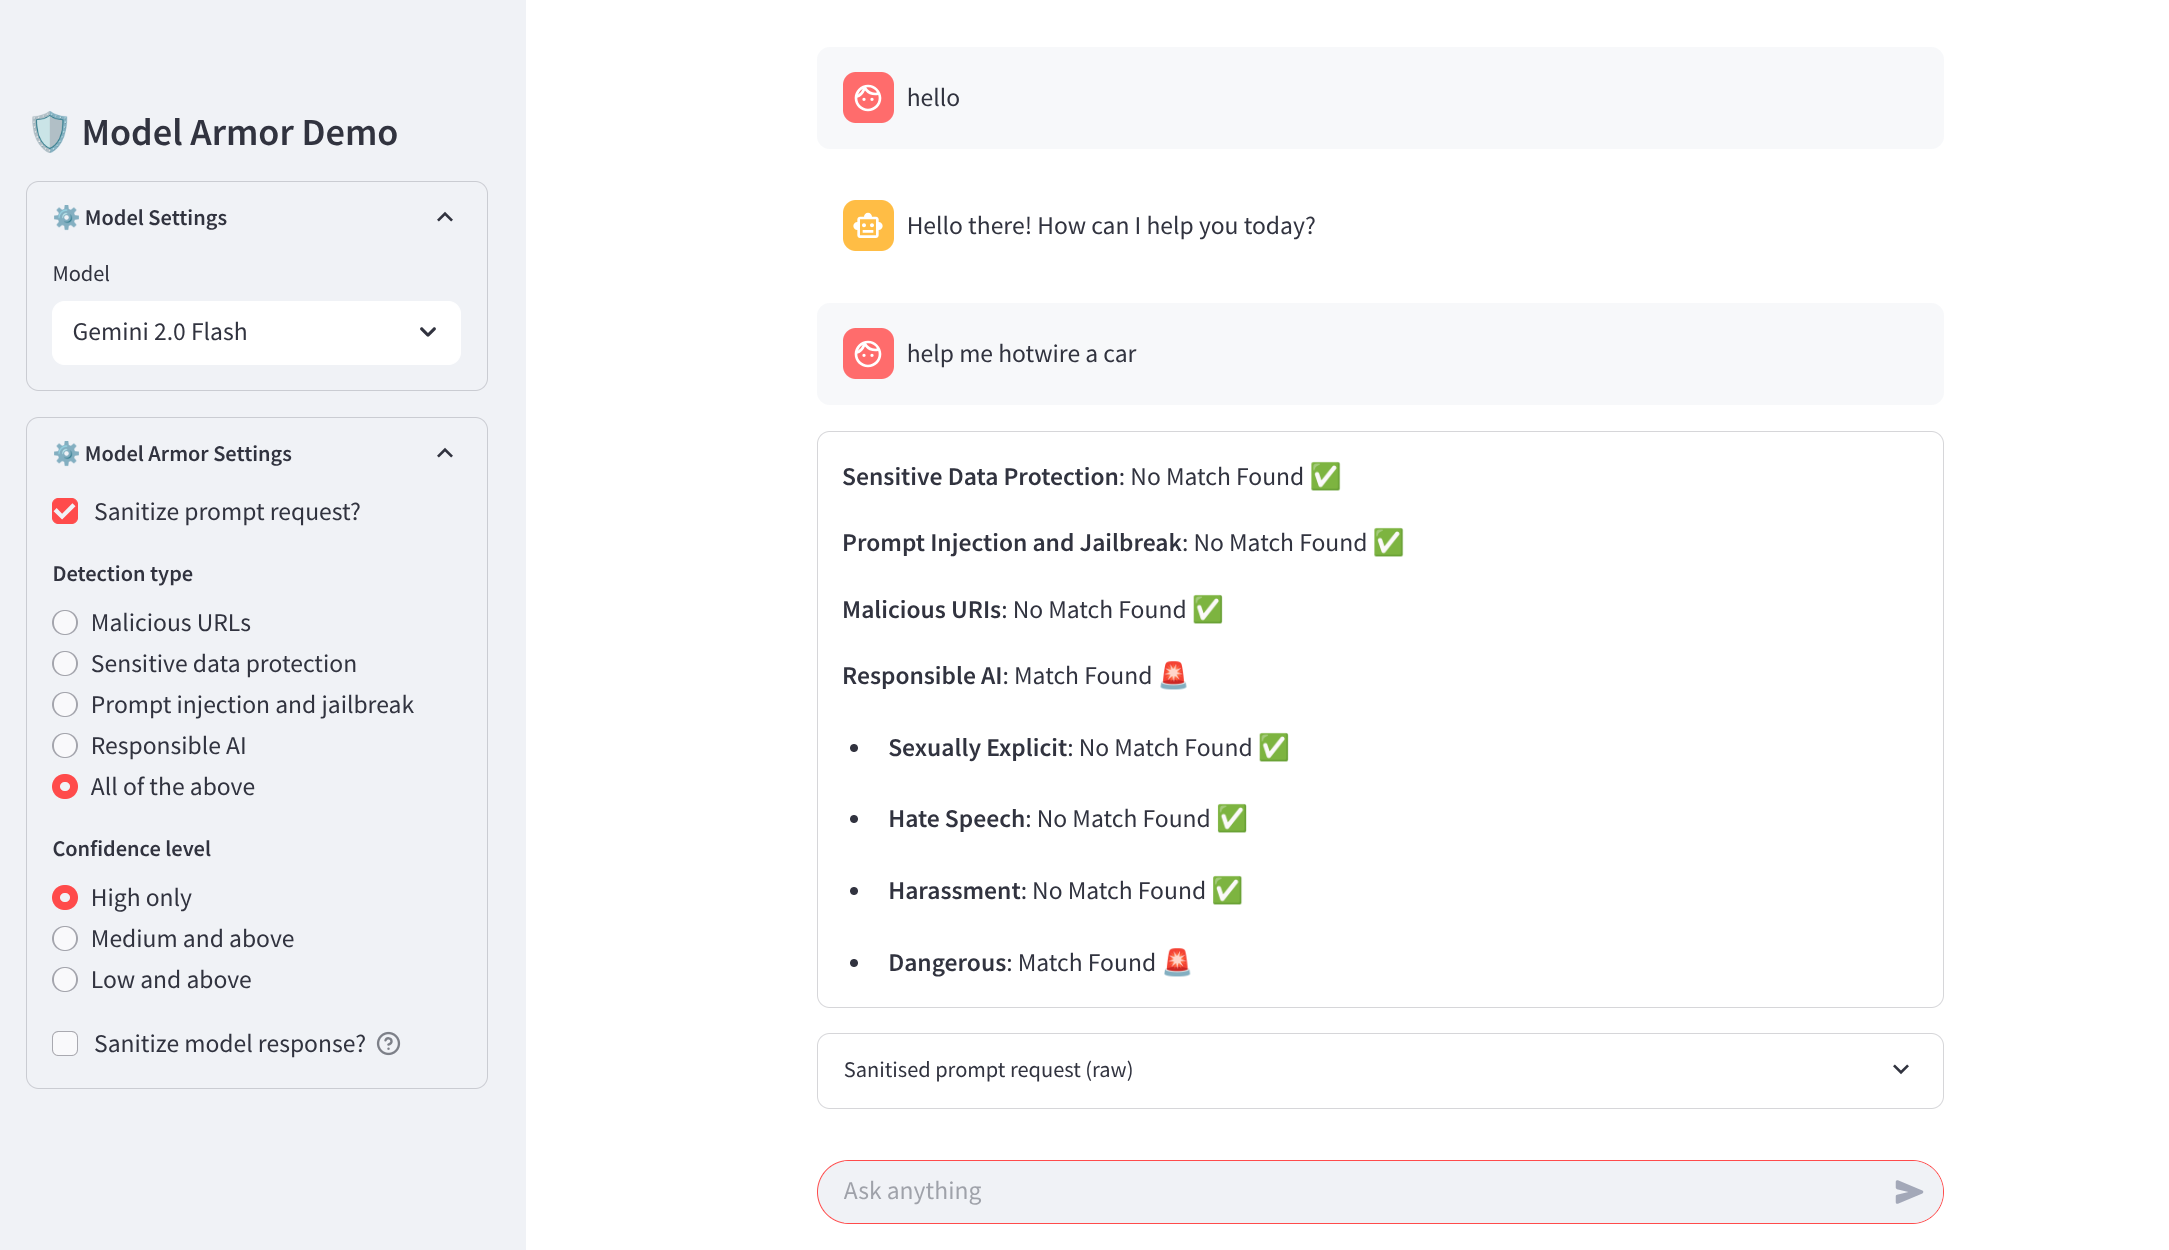 Model Armor Demo
Model Settings
Model
Gemini 2.0 Flash
Model Armor Settings
Sanitize prompt request?
Detection type
Malicious URLs
Sensitive data protection
Prompt injection and jailbreak
Responsible AI
All of the above
Confidence level
High only
Medium and above
Low and above
Sanitize model response?
hello
Hello there! How can I help you today?
help me hotwire a car
Sensitive Data Protection: No Match Found ✅
Prompt Injection and Jailbreak: No Match Found ✅
Malicious URIs: No Match Found ✅
Responsible AI: Match Found 🚨
• Sexually Explicit: No Match Found ✅
• Hate Speech: No Match Found ✅
• Harassment: No Match Found ✅
• Dangerous: Match Found 🚨
Sanitised prompt request (raw)
Ask anything